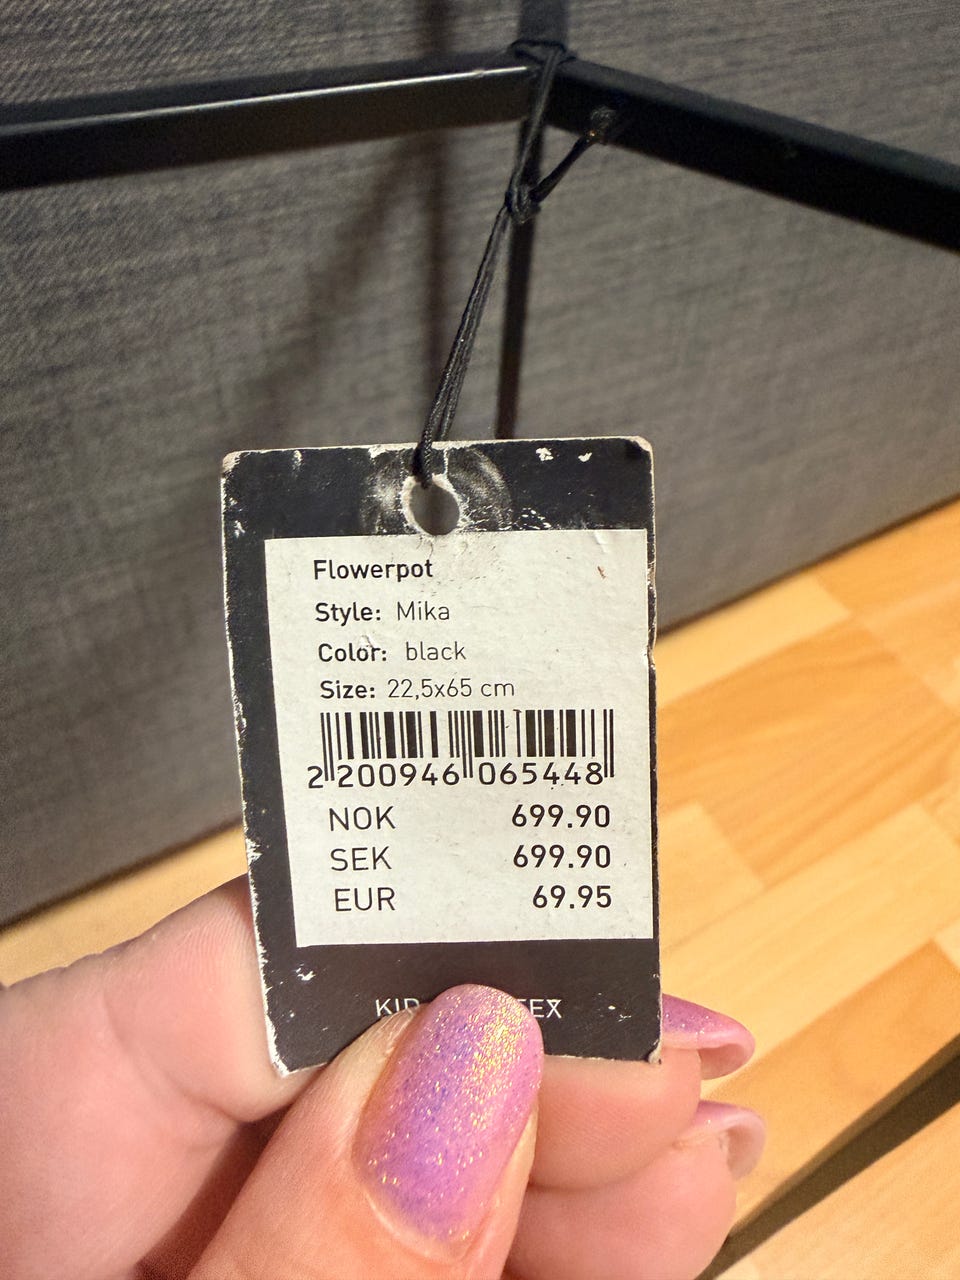 Flowerpot
Style: Mika
Color: black
Size: 22,5x65 cm
2 200946 065448
NOK 699.90
SEK 699.90
EUR 69.95